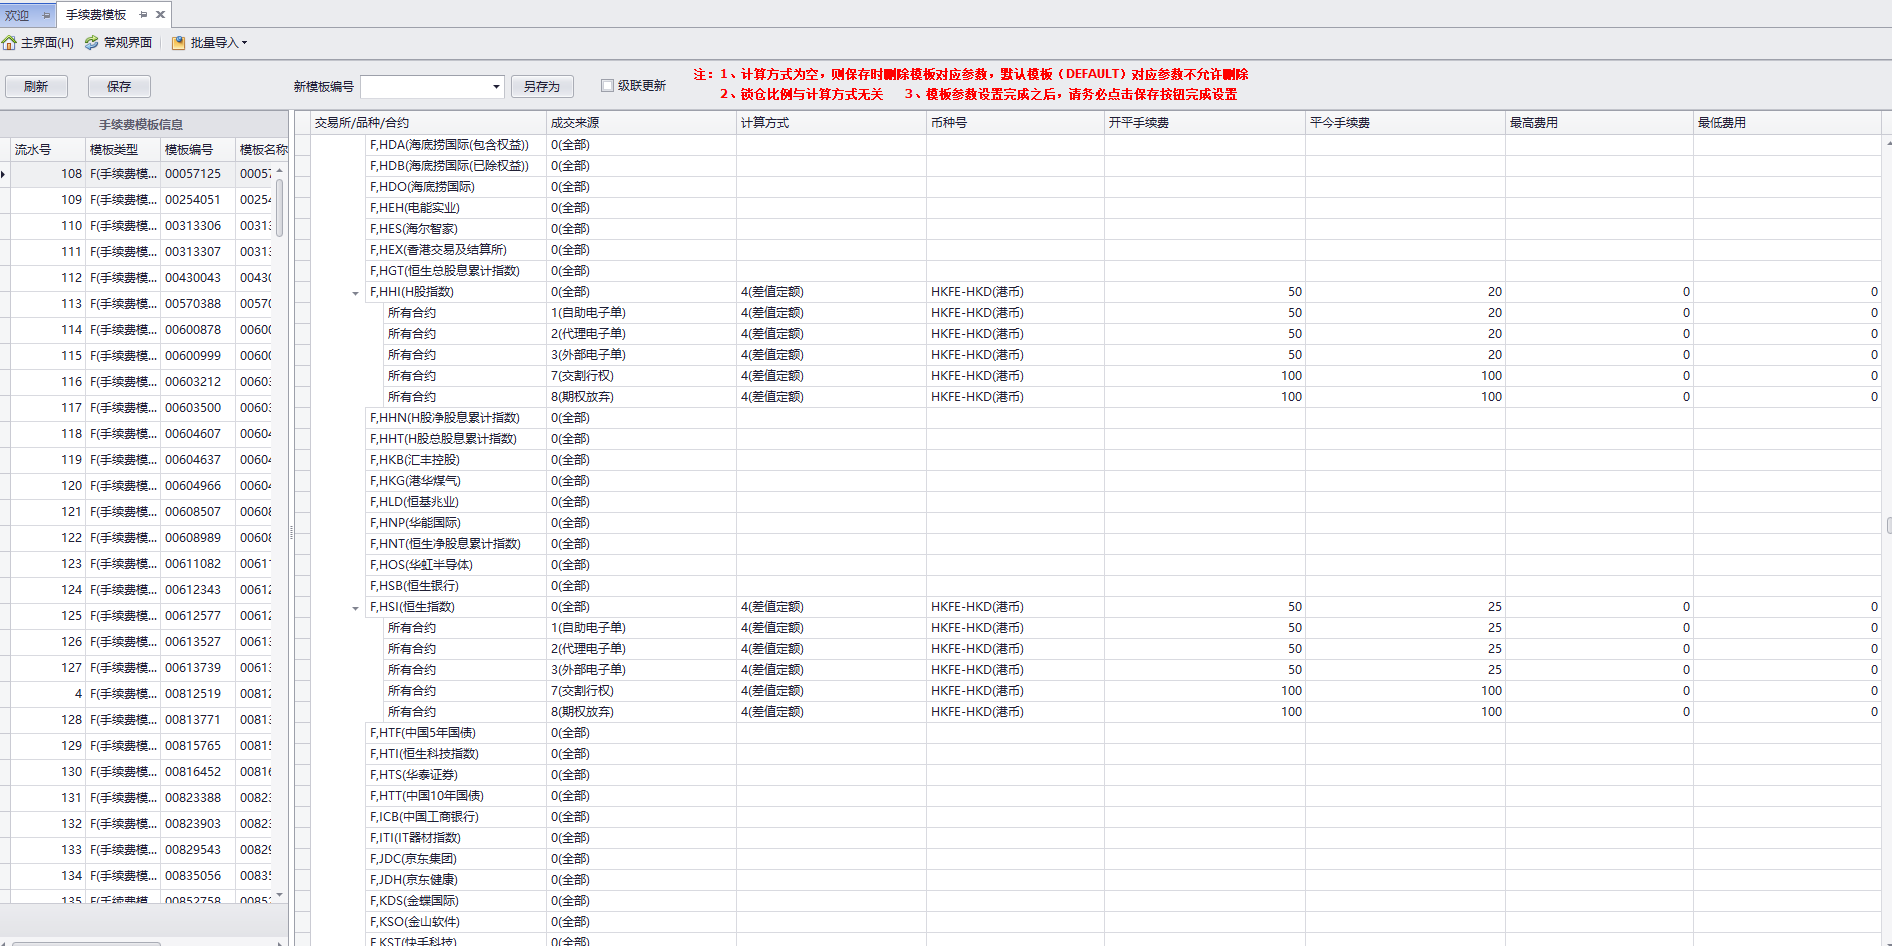 欢迎 手续费模板
主界面(H) 常规界面 批量导入
刷新 保存 新模板编号 另存为 级联更新
注：1、计算方式为空，则保存时删除模板对应参数，默认模板（DEFAULT）对应参数不允许删除
2、锁仓比例与计算方式无关 3、模板参数设置完成之后，请务必点击保存按钮完成设置
手续费模板信息
流水号 模板类型 模板编号 模板名称
108 F(手续费模... 00057125 00057
109 F(手续费模... 00254051 00254
110 F(手续费模... 00313306 00313
111 F(手续费模... 00313307 00313
112 F(手续费模... 00430043 00430
113 F(手续费模... 00570388 00570
114 F(手续费模... 00600878 00600
115 F(手续费模... 00600999 00600
116 F(手续费模... 00603212 00603
117 F(手续费模... 00603500 00603
118 F(手续费模... 00604607 00604
119 F(手续费模... 00604637 00604
120 F(手续费模... 00604966 00604
121 F(手续费模... 00608507 00608
122 F(手续费模... 00608989 00608
123 F(手续费模... 00611082 00611
124 F(手续费模... 00612343 00612
125 F(手续费模... 00612577 00612
126 F(手续费模... 00613527 00613
127 F(手续费模... 00613739 00613
4 F(手续费模... 00812519 00812
128 F(手续费模... 00813771 00813
129 F(手续费模... 00815765 00815
130 F(手续费模... 00816452 00816
131 F(手续费模... 00823388 00823
132 F(手续费模... 00823903 00823
133 F(手续费模... 00829543 00829
134 F(手续费模... 00835056 00835
135 F(手续费模... 00852758 00852
交易所/品种/合约 成交来源 计算方式 币种号 开平手续费 平今手续费 最高费用 最低费用
F,HDA(海底捞国际(包含权益)) 0(全部)
F,HDB(海底捞国际(已除权益)) 0(全部)
F,HDO(海底捞国际) 0(全部)
F,HEH(电能实业) 0(全部)
F,HES(海尔智家) 0(全部)
F,HEX(香港交易及结算所) 0(全部)
F,HGT(恒生总股息累计指数) 0(全部)
F,HHI(H股指数) 0(全部) 4(差值定额) HKFE-HKD(港币) 50 20 0 0
所有合约 1(自助电子单) 4(差值定额) HKFE-HKD(港币) 50 20 0 0
所有合约 2(代理电子单) 4(差值定额) HKFE-HKD(港币) 50 20 0 0
所有合约 3(外部电子单) 4(差值定额) HKFE-HKD(港币) 50 20 0 0
所有合约 7(交割行权) 4(差值定额) HKFE-HKD(港币) 100 100 0 0
所有合约 8(期权放弃) 4(差值定额) HKFE-HKD(港币) 100 100 0 0
F,HHN(H股净股息累计指数) 0(全部)
F,HHT(H股总股息累计指数) 0(全部)
F,HKB(汇丰控股) 0(全部)
F,HKG(港华煤气) 0(全部)
F,HLD(恒基兆业) 0(全部)
F,HNP(华能国际) 0(全部)
F,HNT(恒生净股息累计指数) 0(全部)
F,HOS(华虹半导体) 0(全部)
F,HSB(恒生银行) 0(全部)
F,HSI(恒生指数) 0(全部) 4(差值定额) HKFE-HKD(港币) 50 25 0 0
所有合约 1(自助电子单) 4(差值定额) HKFE-HKD(港币) 50 25 0 0
所有合约 2(代理电子单) 4(差值定额) HKFE-HKD(港币) 50 25 0 0
所有合约 3(外部电子单) 4(差值定额) HKFE-HKD(港币) 50 25 0 0
所有合约 7(交割行权) 4(差值定额) HKFE-HKD(港币) 100 100 0 0
所有合约 8(期权放弃) 4(差值定额) HKFE-HKD(港币) 100 100 0 0
F,HTF(中国5年国债) 0(全部)
F,HTI(恒生科技指数) 0(全部)
F,HTS(华泰证券) 0(全部)
F,HTT(中国10年国债) 0(全部)
F,ICB(中国工商银行) 0(全部)
F,ITI(IT器材指数) 0(全部)
F,JDC(京东集团) 0(全部)
F,JDH(京东健康) 0(全部)
F,KDS(金蝶国际) 0(全部)
F,KSO(金山软件) 0(全部)
F,KST(快手科技) 0(全部)